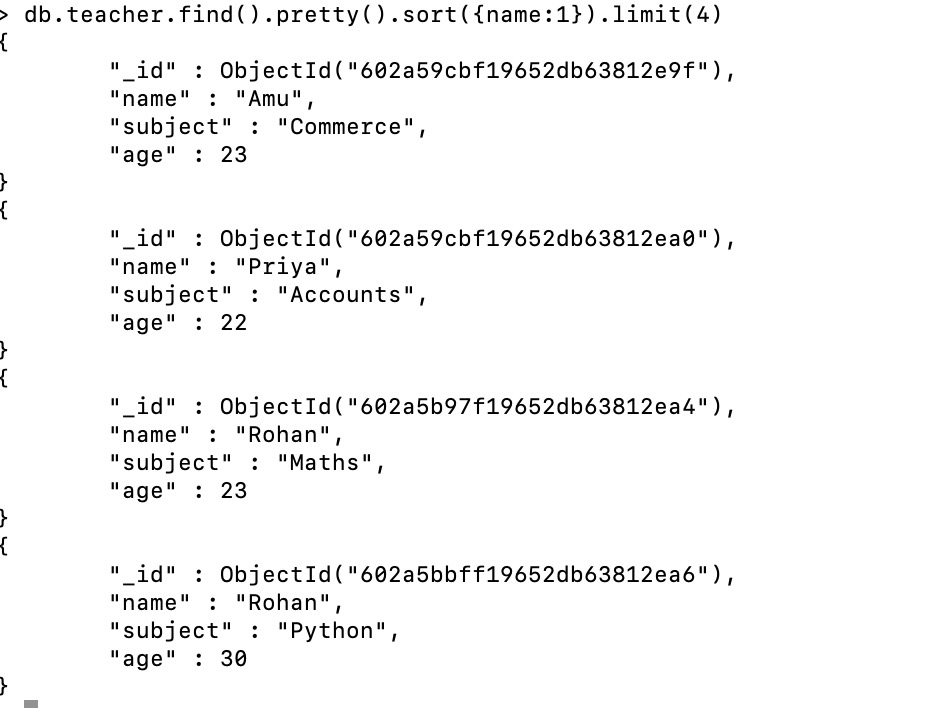 > db.teacher.find().pretty().sort({name:1}).limit(4)
{
        "_id" : ObjectId("602a59cbf19652db63812e9f"),
        "name" : "Amu",
        "subject" : "Commerce",
        "age" : 23
}
{
        "_id" : ObjectId("602a59cbf19652db63812ea0"),
        "name" : "Priya",
        "subject" : "Accounts",
        "age" : 22
}
{
        "_id" : ObjectId("602a5b97f19652db63812ea4"),
        "name" : "Rohan",
        "subject" : "Maths",
        "age" : 23
}
{
        "_id" : ObjectId("602a5bbff19652db63812ea6"),
        "name" : "Rohan",
        "subject" : "Python",
        "age" : 30
}